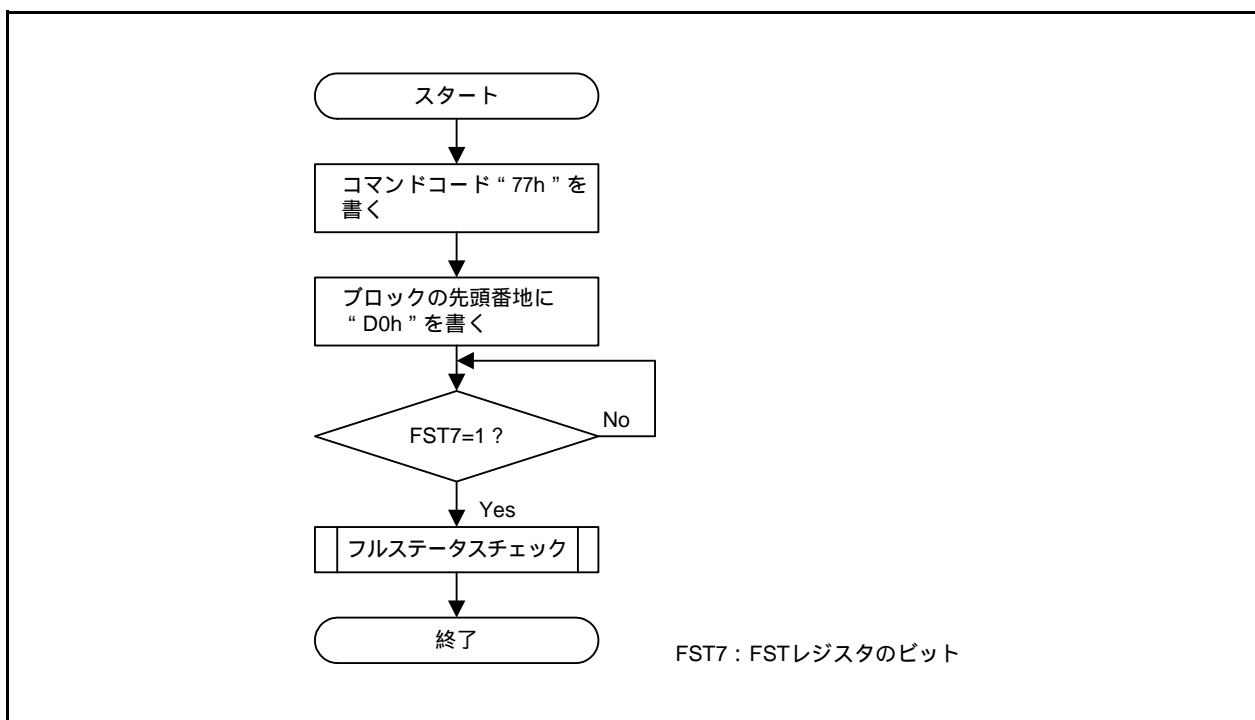 スタート
コマンドコード“ 77h ”を
書く
ブロックの先頭番地に
“ D0h ”を書く
FST7=1 ?
No
Yes
フルステータスチェック
終了
FST7 : FSTレジスタのビット